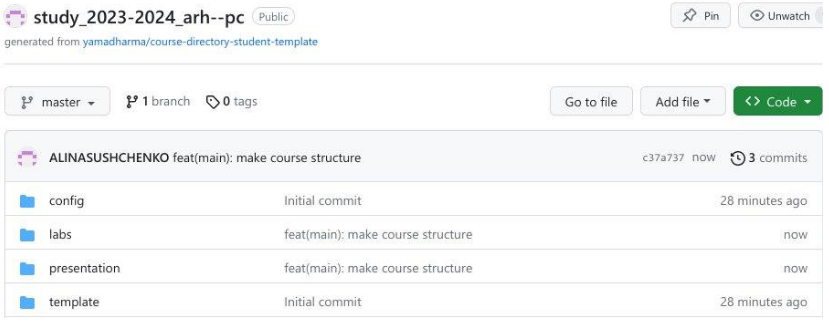 study_2023-2024_arh--pc Public Pin Unwatch
generated from yamadharma/course-directory-student-template
master 1 branch 0 tags Go to file Add file Code
ALINASUSHCHENKO feat(main): make course structure c37a737 now 3 commits
config Initial commit 28 minutes ago
labs feat(main): make course structure now
presentation feat(main): make course structure now
template Initial commit 28 minutes ago